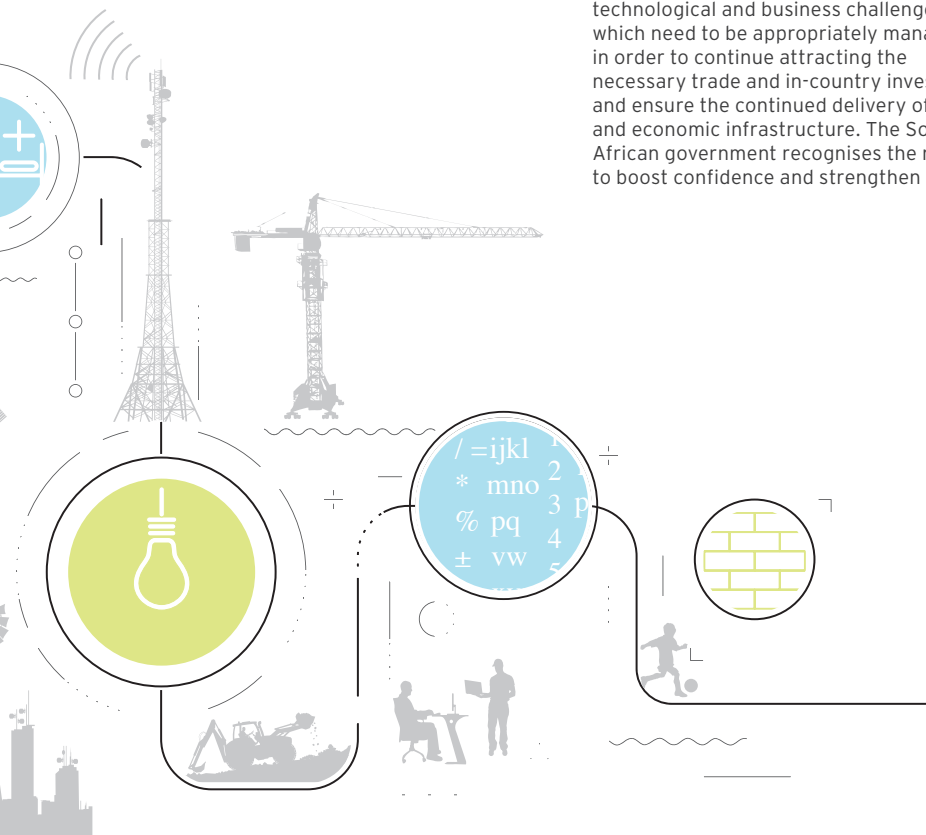 technological and business challenge
which need to be appropriately mana
in order to continue attracting the
necessary trade and in-country inves
and ensure the continued delivery of
and economic infrastructure. The So
African government recognises the
to boost confidence and strengthen
/ =ijkl
* mno 2
% pq 3 p
± vw 4
5